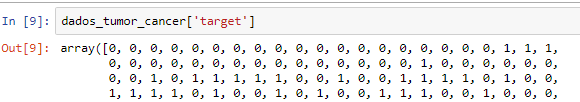 In [9]: dados_tumor_cancer['target']
Out[9]: array([0, 0, 0, 0, 0, 0, 0, 0, 0, 0, 0, 0, 0, 0, 0, 0, 0, 0, 0, 1, 1, 1,
0, 0, 0, 0, 0, 0, 0, 0, 0, 0, 0, 0, 0, 0, 0, 1, 0, 0, 0, 0, 0, 0,
0, 0, 1, 0, 1, 1, 1, 1, 1, 0, 0, 1, 0, 0, 1, 1, 1, 1, 0, 1, 0, 0,
1, 1, 1, 1, 0, 1, 0, 0, 1, 0, 1, 0, 0, 1, 1, 1, 0, 0, 1, 0, 0, 0,